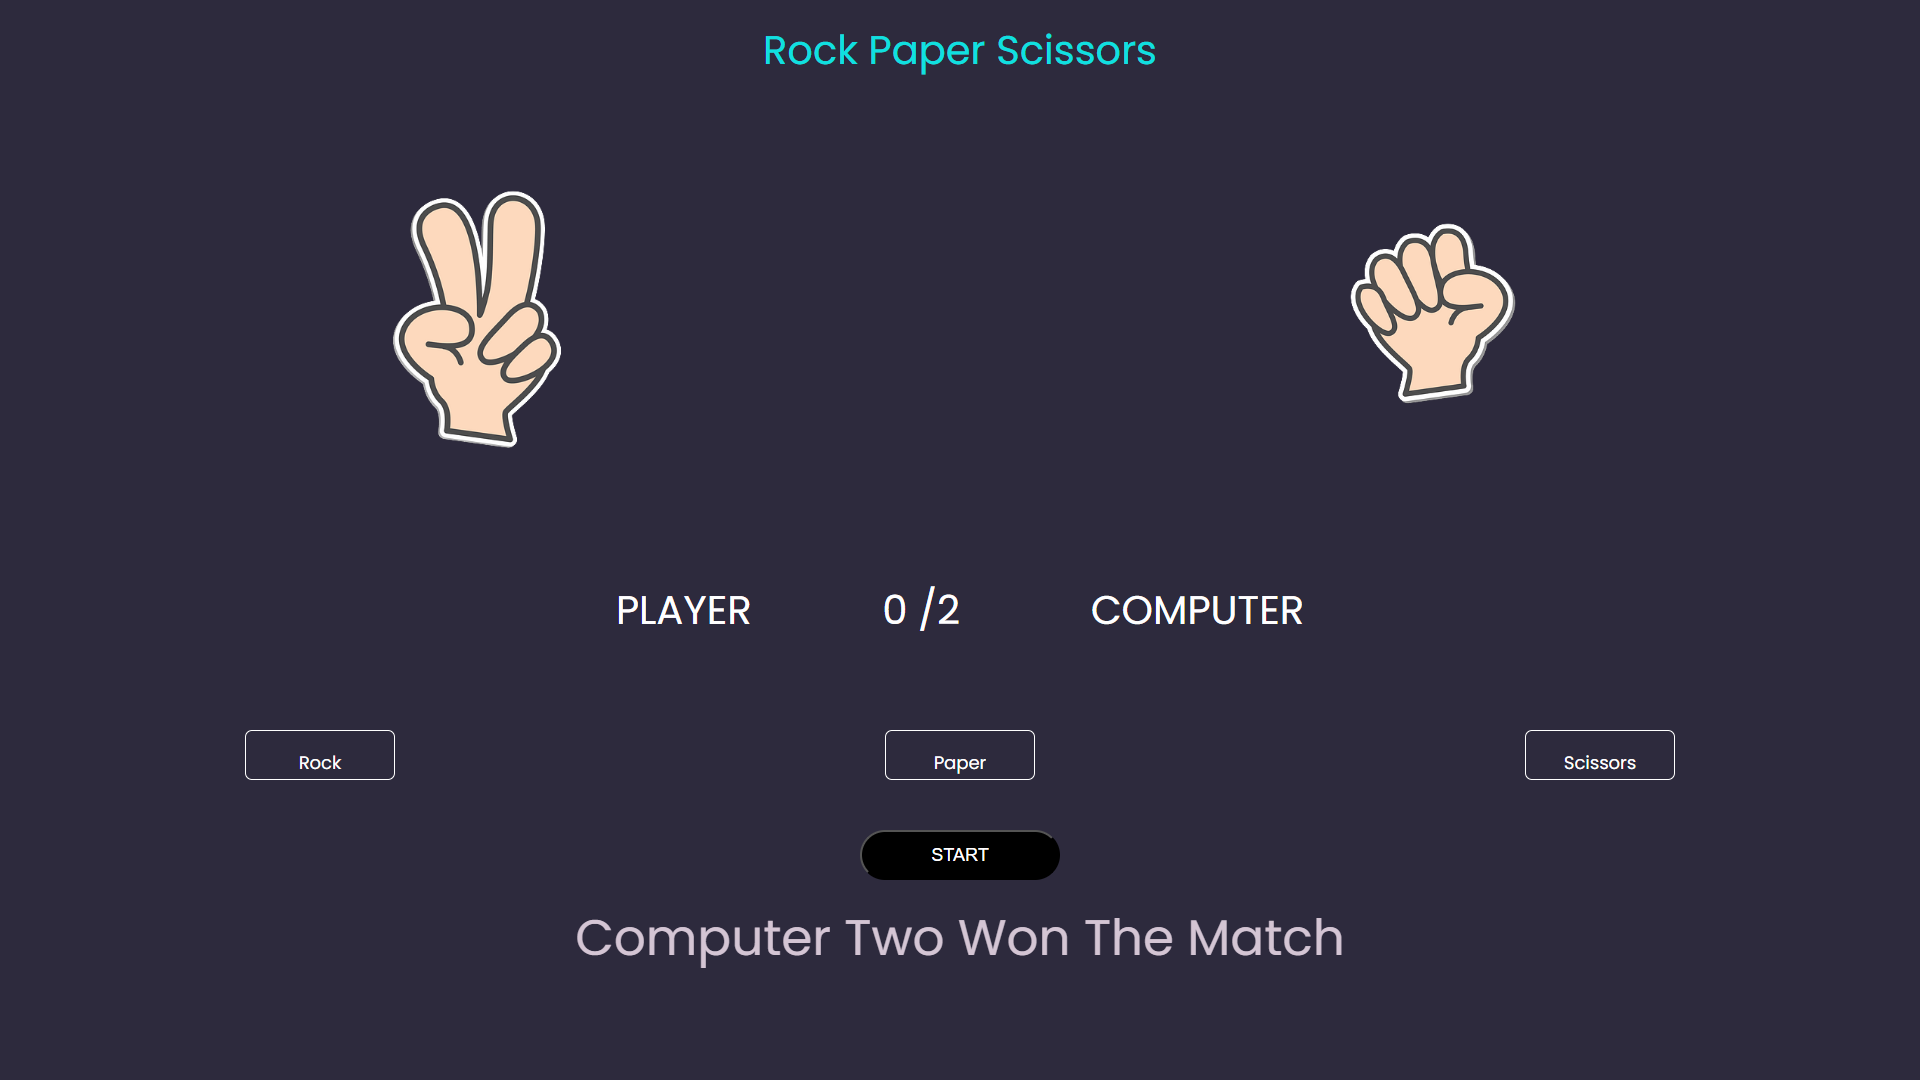 Rock Paper Scissors
PLAYER 0 /2 COMPUTER
Rock Paper Scissors
START
Computer Two Won The Match